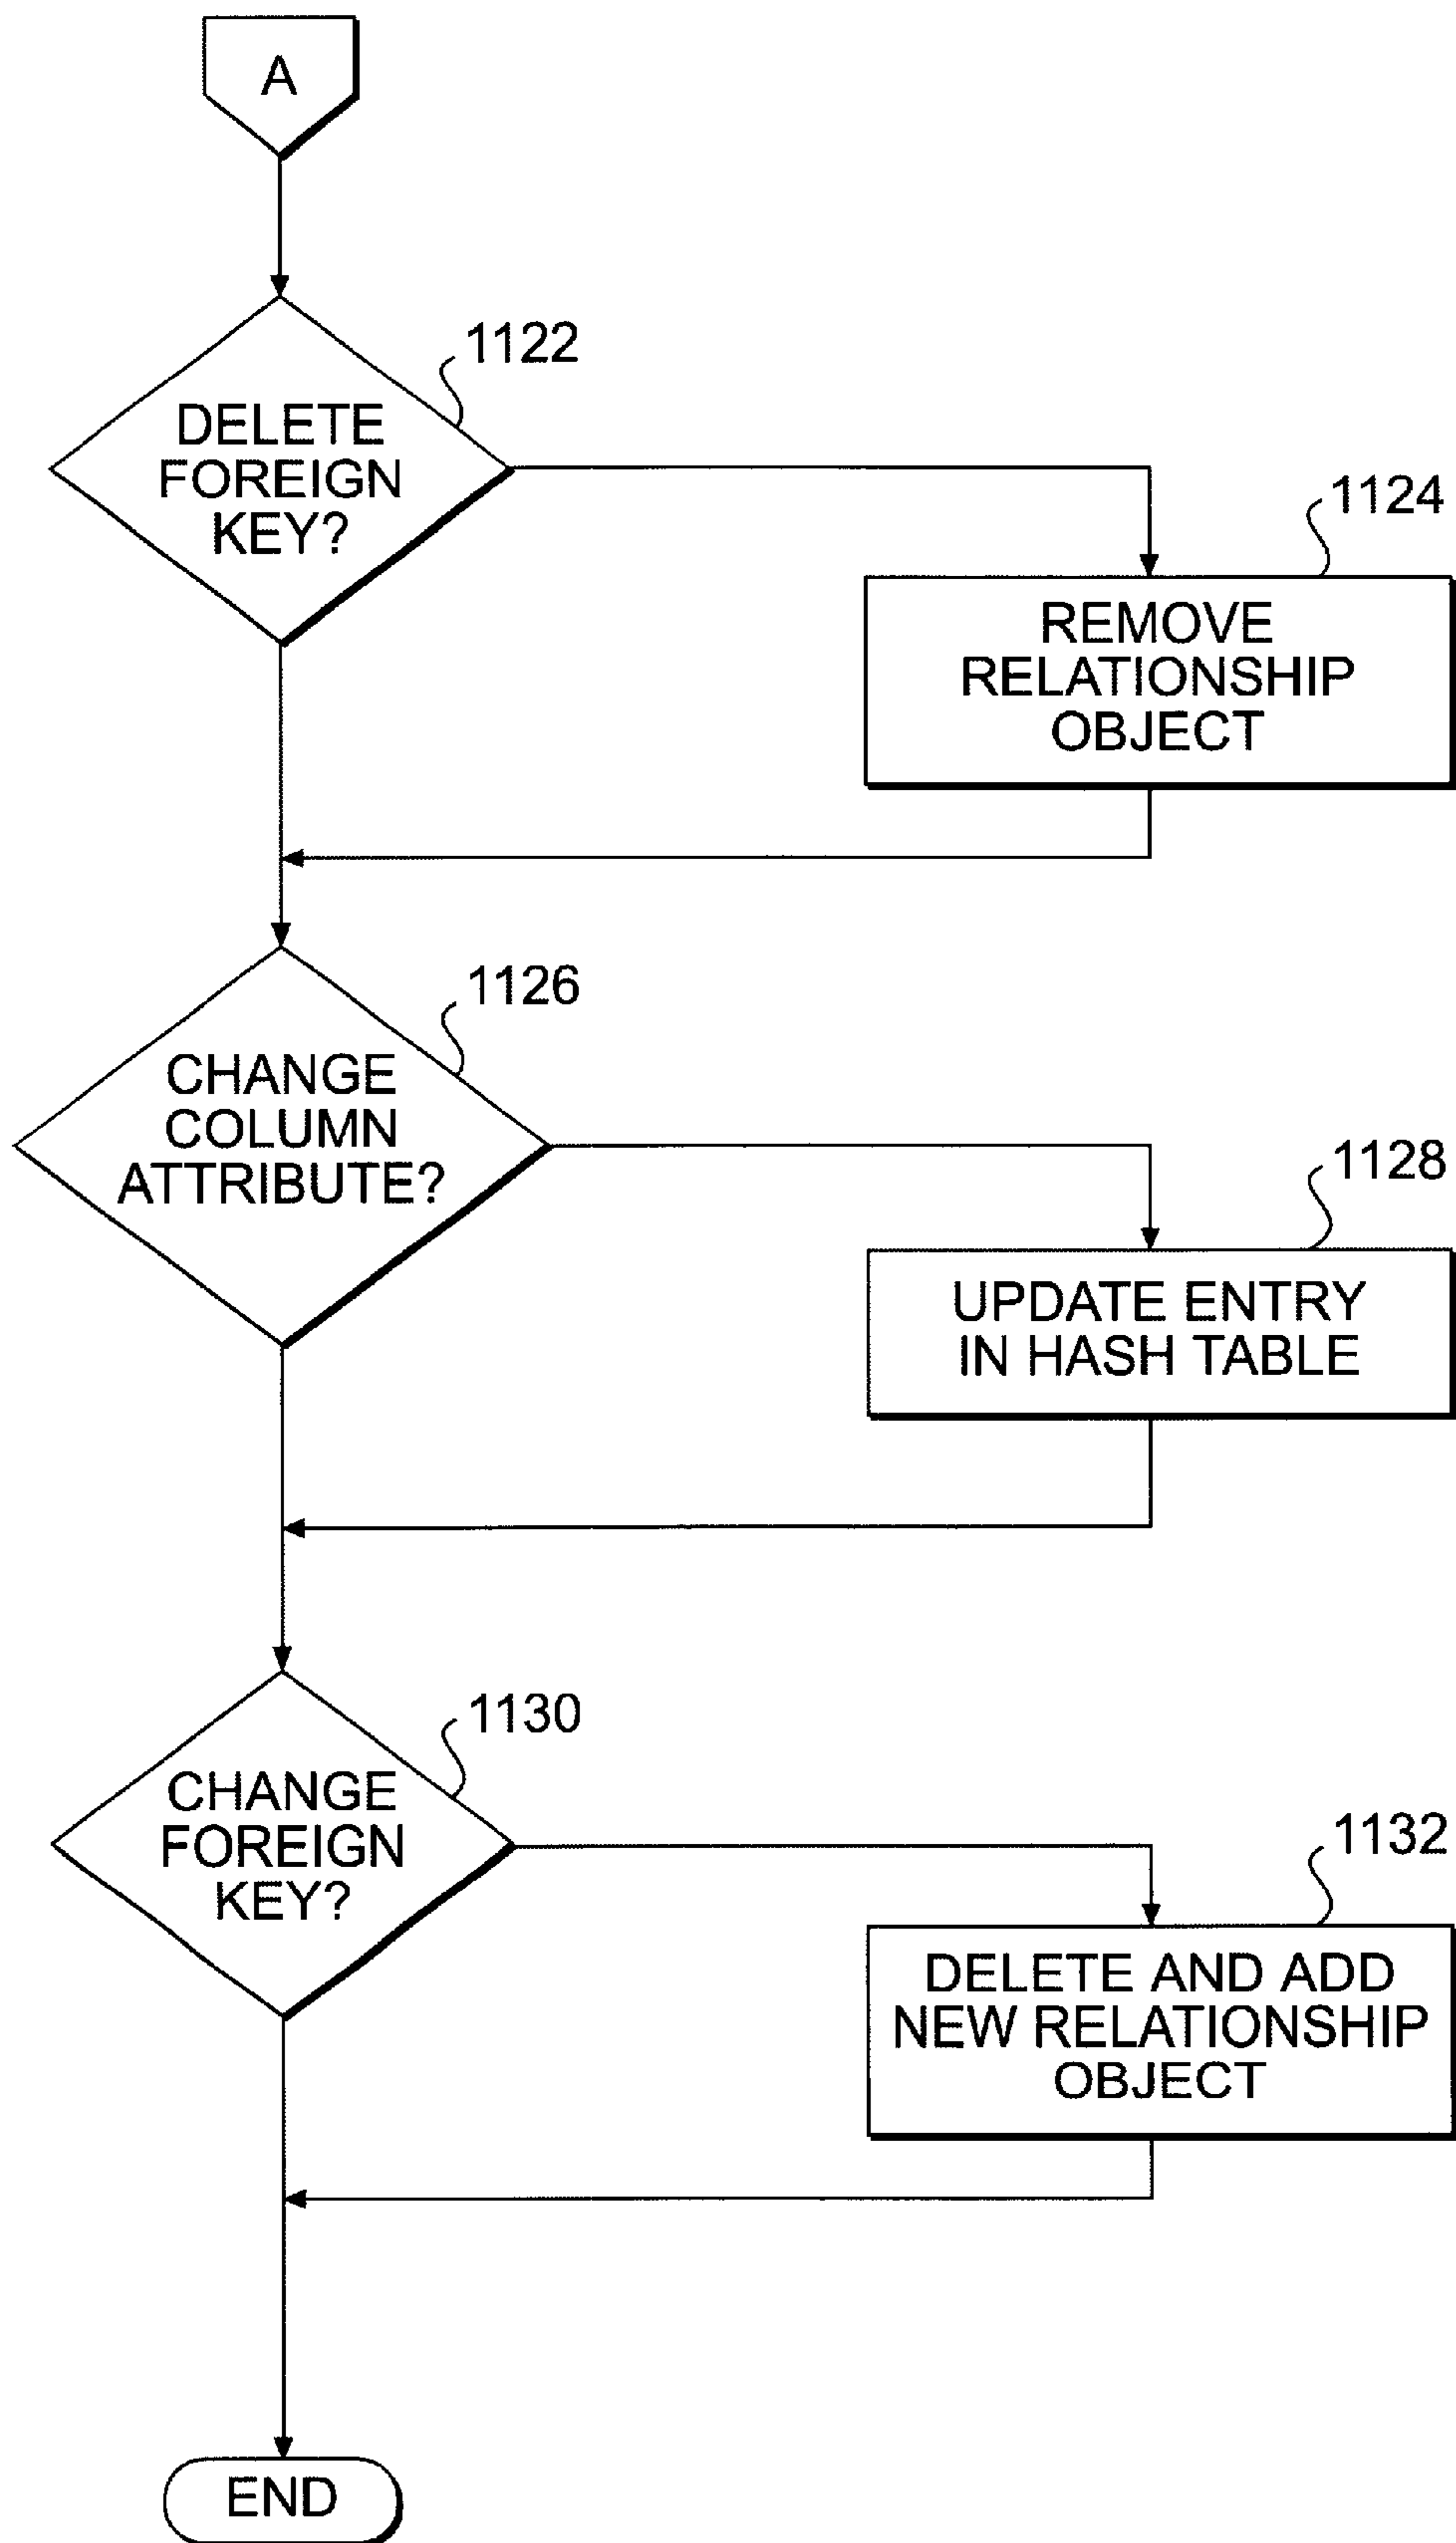 A
1122
DELETE
FOREIGN
KEY?
1124
REMOVE
RELATIONSHIP
OBJECT
1126
CHANGE
COLUMN
ATTRIBUTE?
1128
UPDATE ENTRY
IN HASH TABLE
1130
CHANGE
FOREIGN
KEY?
1132
DELETE AND ADD
NEW RELATIONSHIP
OBJECT
END